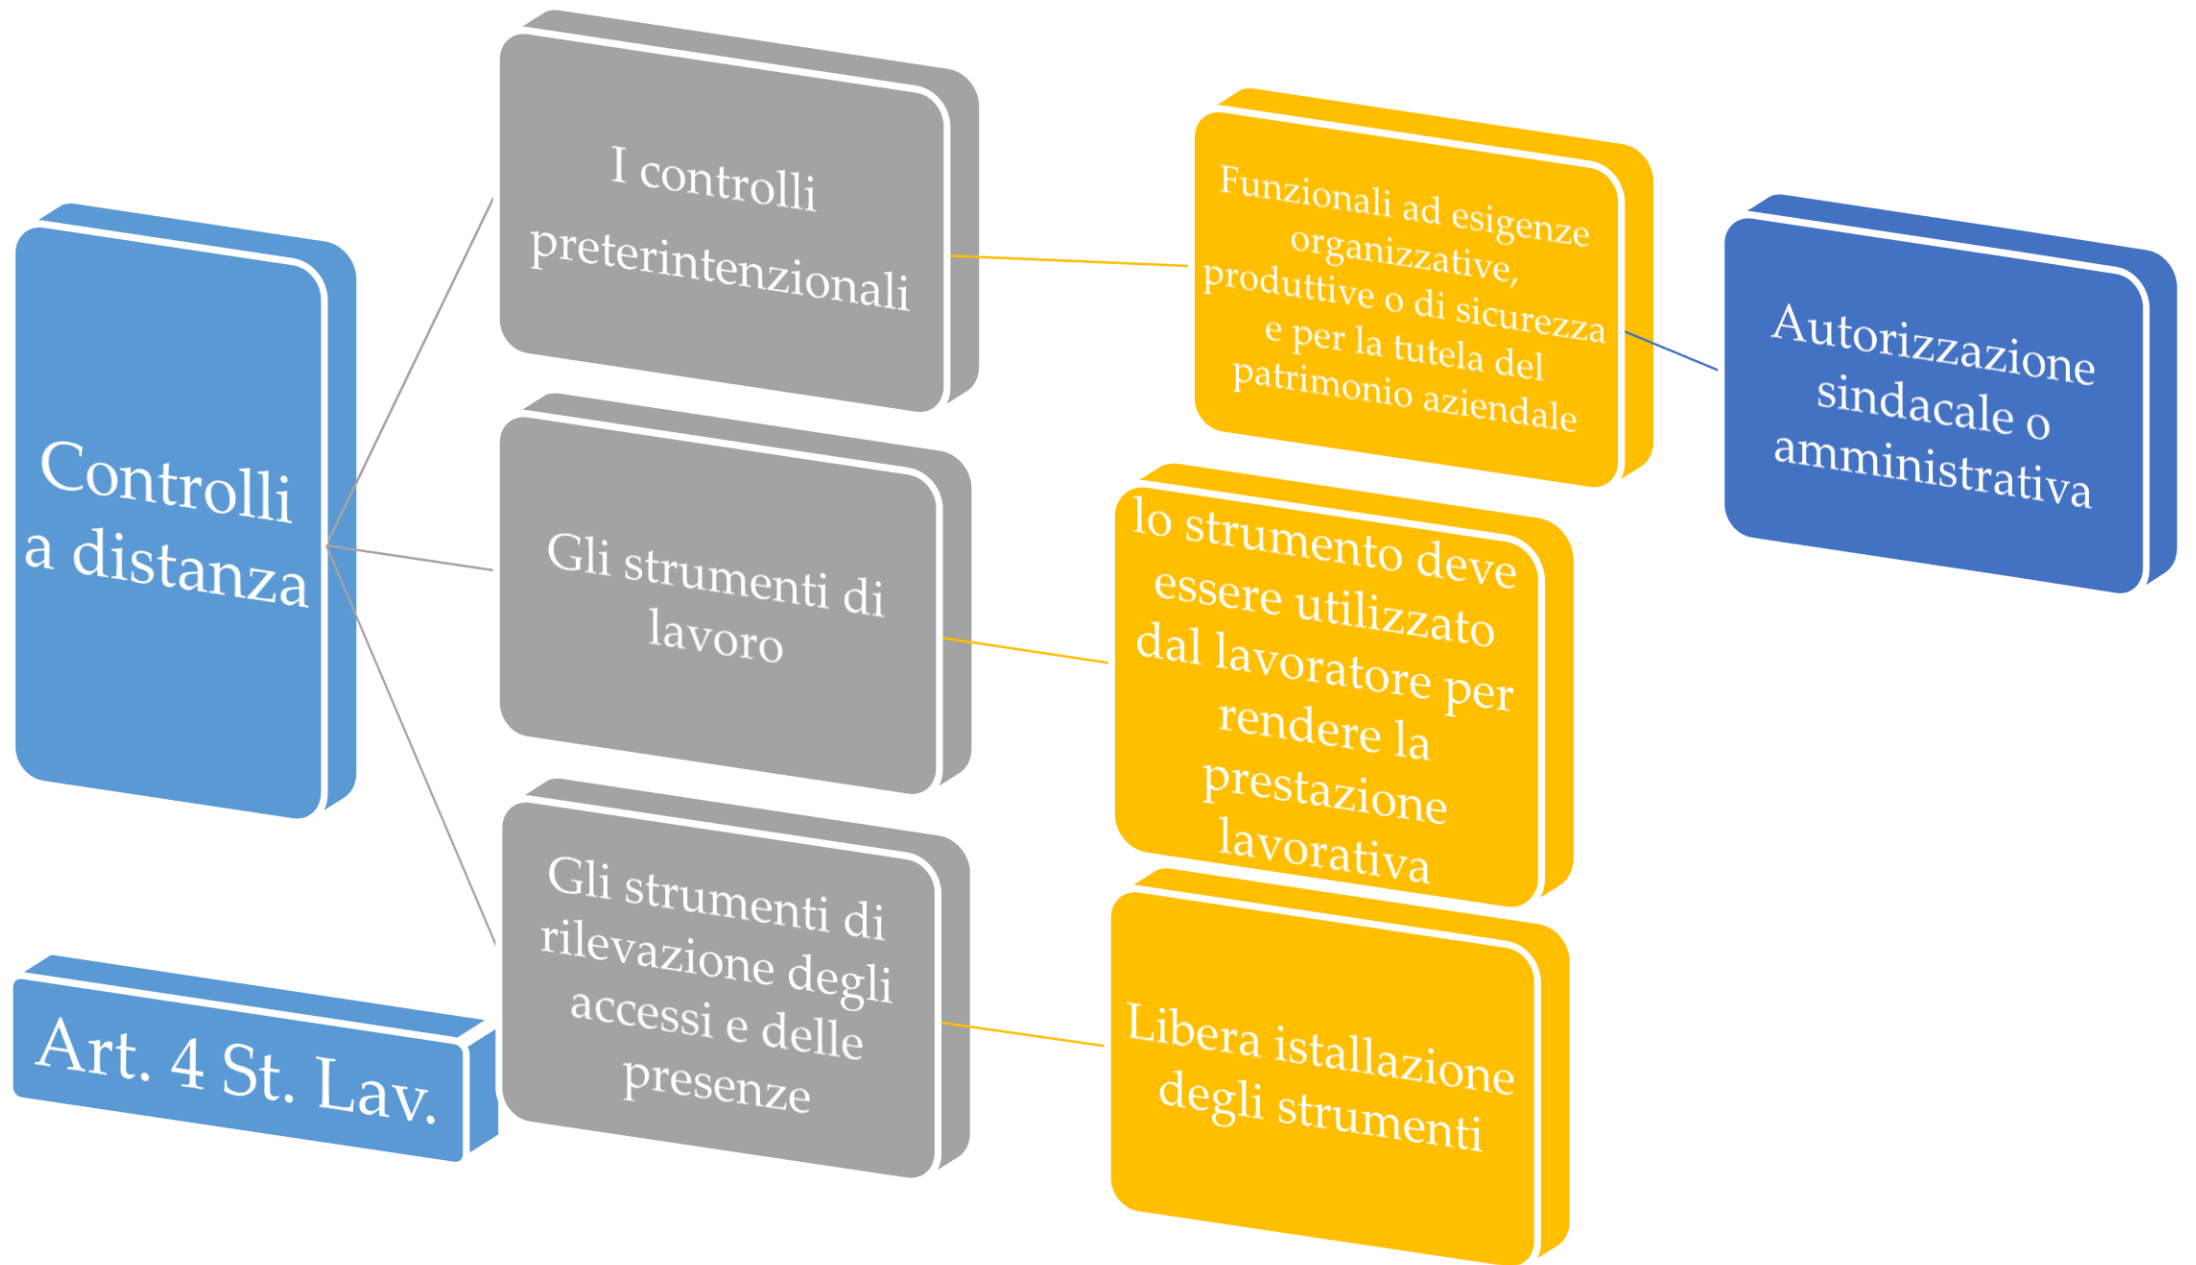 Controlli
a distanza
I controlli
preterintenzionali
Funzionali ad esigenze
organizzative,
produttive o di sicurezza
e per la tutela del
patrimonio aziendale
Autorizzazione
sindacale o
amministrativa
Gli strumenti di
lavoro
lo strumento deve
essere utilizzato
dal lavoratore per
rendere la
prestazione
lavorativa
Gli strumenti di
rilevazione degli
accessi e delle
presenze
Libera istallazione
degli strumenti
Art. 4 St. Lav.